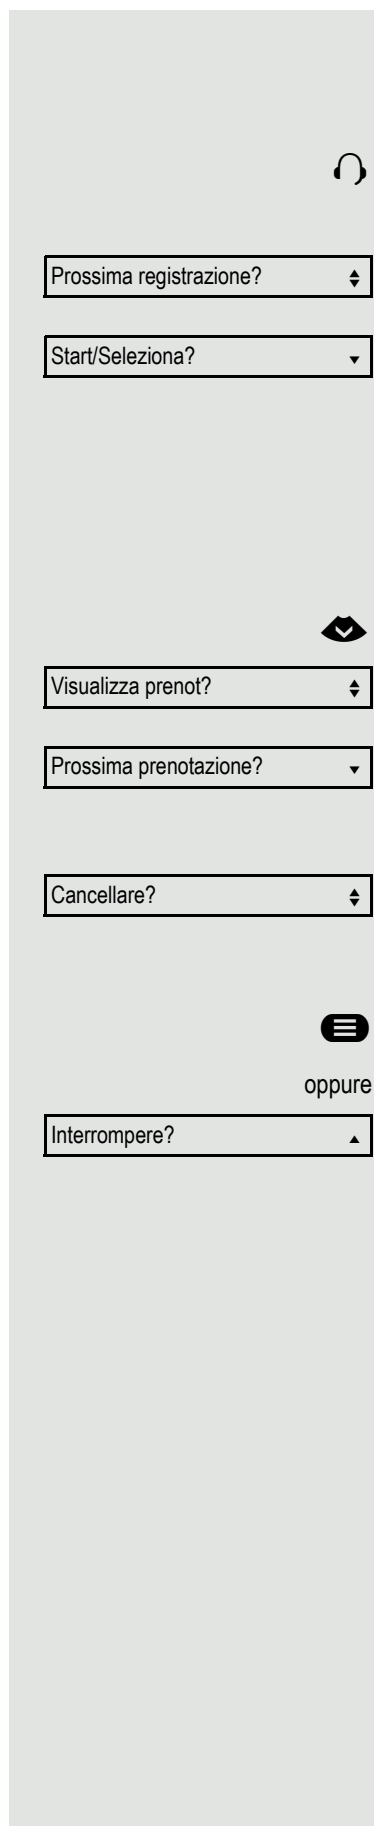 Prossima registrazione?
Start/Seleziona?
Visualizza prenot?
Prossima prenotazione?
Cancellare?
oppure
Interrompere?